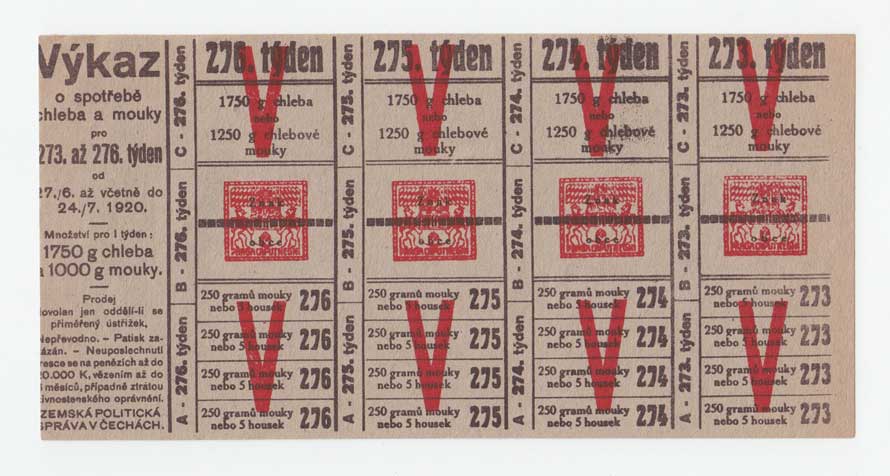 Výkaz
o spotřebě
chleba a mouky
pro
273. až 276. týden
od
27./6. až včetně do
24./7. 1920.
Množství pro 1 týden:
1750 g chleba
a 1000 g mouky.
Prodej
dovolen jen oddělí-li se
přiměřený ústřižek.
Nepřevodno. – Patisk za-
kázán. – Neuposlechnutí
tresce se na penězích až do
20.000 K, vězením až do
měsíců, případně ztrátou
živnostenského oprávnění.
ZEMSKÁ POLITICKÁ
SPRÁVA V ČECHÁCH.
C - 276. týden
B - 276. týden
A - 276. týden
276. týden
V
1750 g chleba
nebo
1250 g chlebové
mouky
Znak
obce
250 gramů mouky
nebo 5 housek 276
250 gramů mouky
nebo 5 housek 276
250 gramů mouky
nebo 5 housek 276
250 gramů mouky
nebo 5 housek 276
V
C - 275. týden
B - 275. týden
A - 275. týden
275. týden
V
1750 g chleba
nebo
1250 g chlebové
mouky
Znak
obce
250 gramů mouky
nebo 5 housek 275
250 gramů mouky
nebo 5 housek 275
250 gramů mouky
nebo 5 housek 275
250 gramů mouky
nebo 5 housek 275
V
C - 274. týden
B - 274. týden
A - 274. týden
274. týden
V
1750 g chleba
nebo
1250 g chlebové
mouky
Znak
obce
250 gramů mouky
nebo 5 housek 274
250 gramů mouky
nebo 5 housek 274
250 gramů mouky
nebo 5 housek 274
250 gramů mouky
nebo 5 housek 274
V
C - 273. týden
B - 273. týden
A - 273. týden
273. týden
V
1750 g chleba
nebo
1250 g chlebové
mouky
Znak
obce
250 gramů mouky
nebo 5 housek 273
250 gramů mouky
nebo 5 housek 273
250 gramů mouky
nebo 5 housek 273
250 gramů mouky
nebo 5 housek 273
V